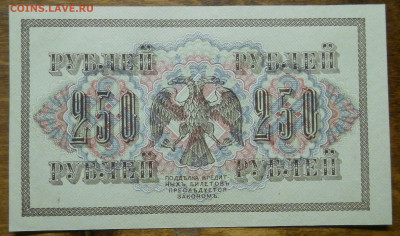 COINS.LAVE.RU
РУБЛЕЙ РУБЛЕЙ
250 250
РУБЛЕЙ РУБЛЕЙ
ПОДДѢЛКА КРЕДИТ
НЫХЪ БИЛЕТОВЪ
ПРЕСЛѢДУЕТСЯ
ЗАКОНОМЪ